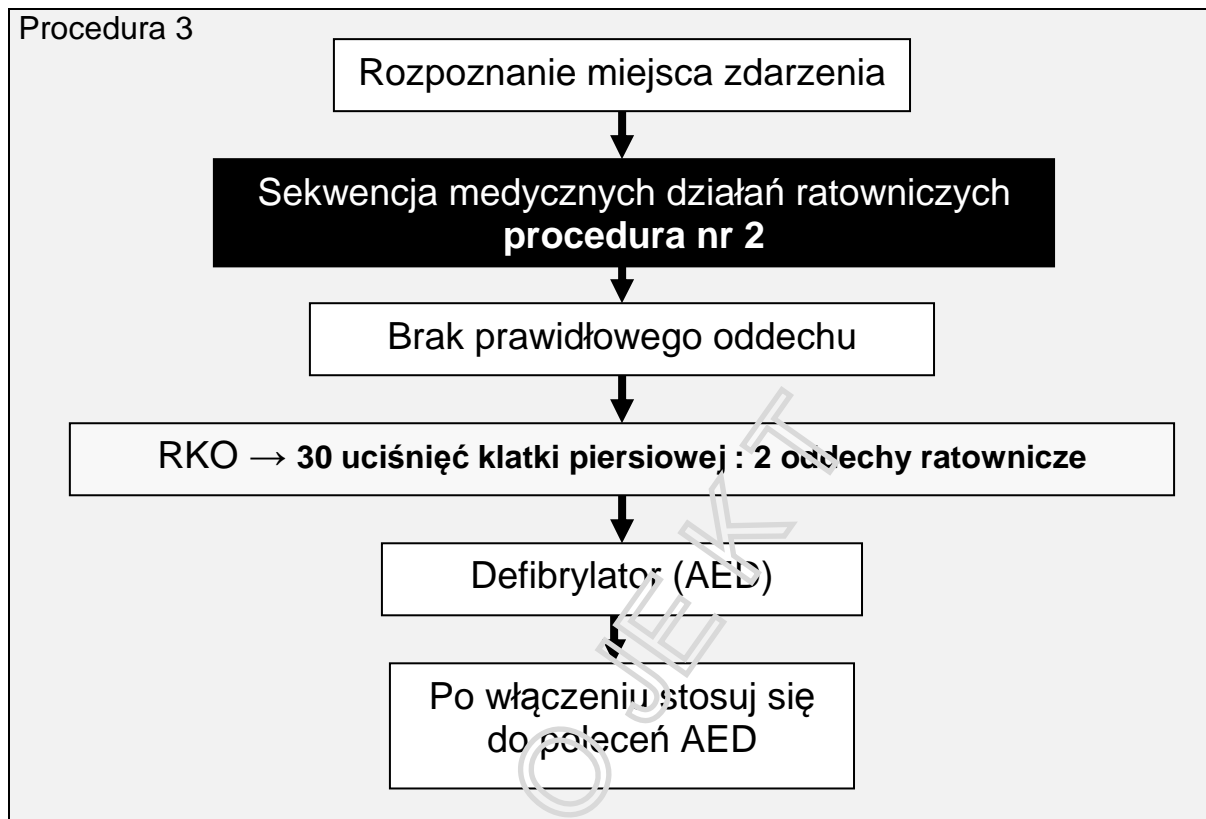 Procedura 3
Rozpoznanie miejsca zdarzenia
Sekwencja medycznych działań ratowniczych
procedura nr 2
Brak prawidłowego oddechu
RKO → 30 uciśnięć klatki piersiowej : 2 oddechy ratownicze
Defibrylator (AED)
Po włączeniu stosuj się
do poleceń AED
O J E K T